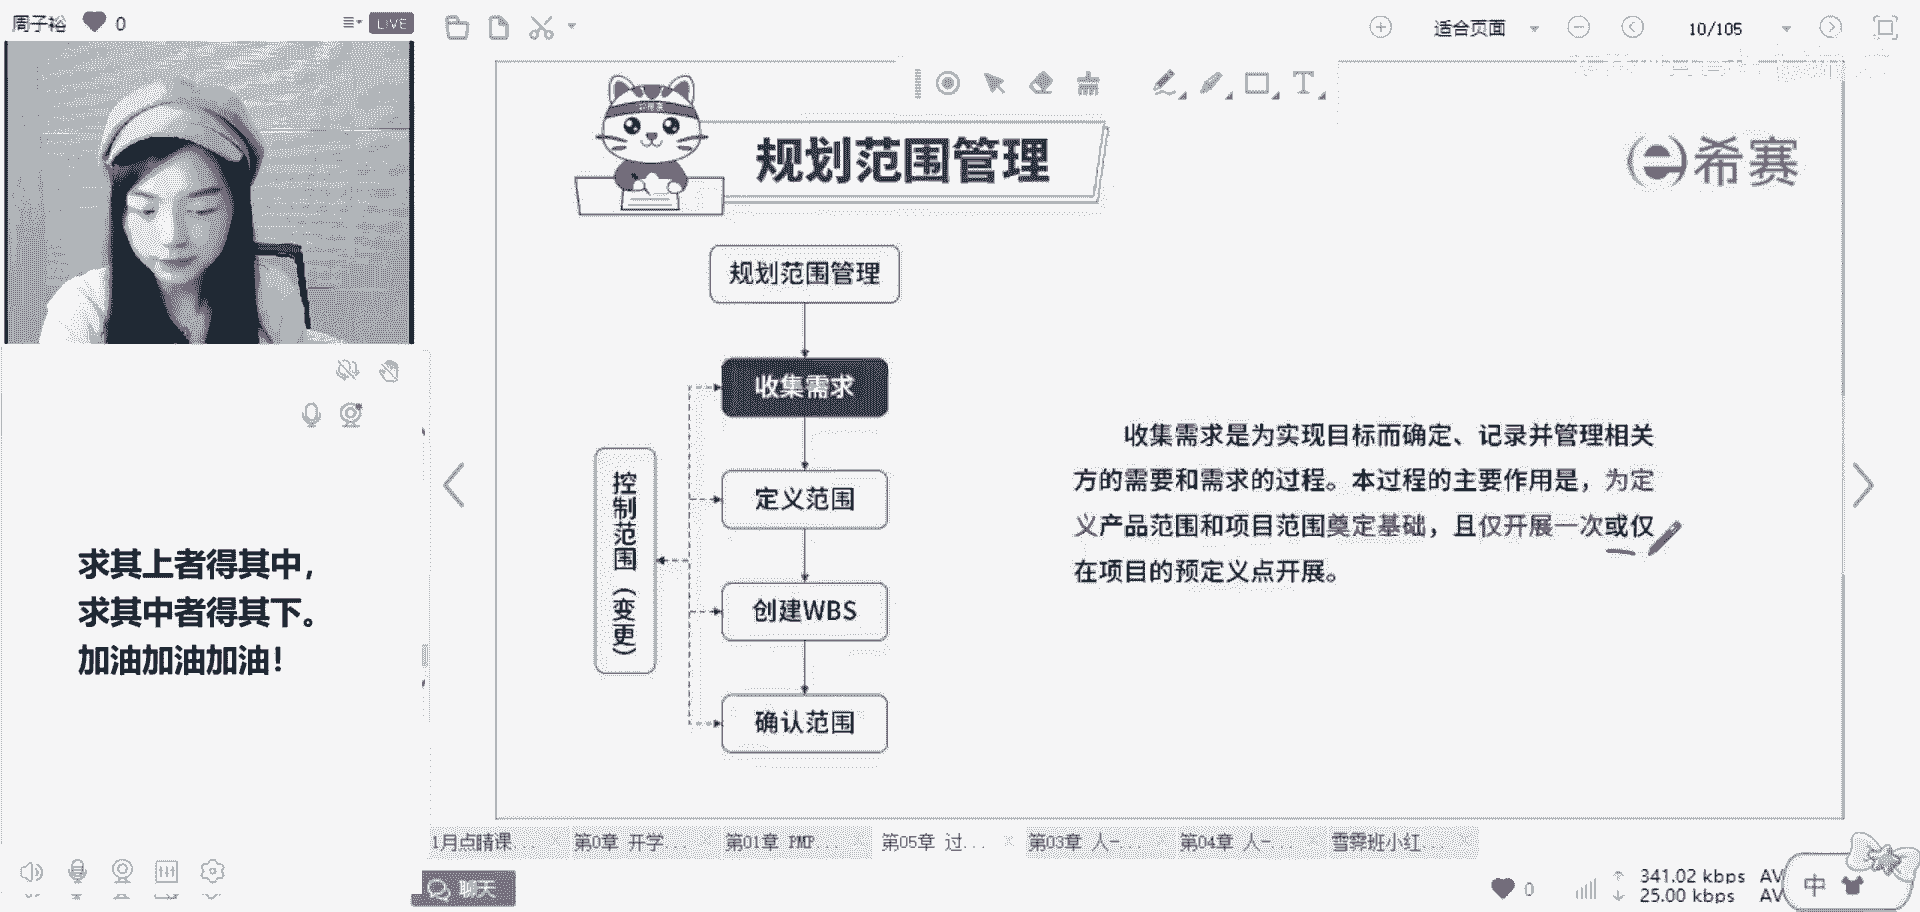 周子裕 0 LIVE
适合页面 10/105
规划范围管理
希赛
规划范围管理
收集需求
定义范围
创建WBS
确认范围
控制范围（变更）
收集需求是为实现目标而确定、记录并管理相关
方的需要和需求的过程。本过程的主要作用是，为定
义产品范围和项目范围奠定基础，且仅开展一次或仅
在项目的预定义点开展。
求其上者得其中，
求其中者得其下。
加油加油加油！
1月点睛课... 第0章 开学... 第01章 PMP... 第05章 过... 第03章 人-... 第04章 人-... 雪霁班小红...
聊天
0 341.02 kbps AV
25.00 kbps AV
中